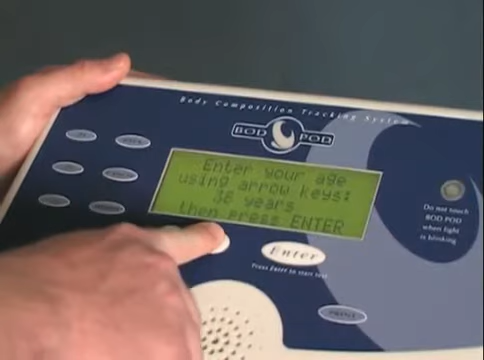 Body Composition Tracking System
BOD POD
Enter your age
using arrow keys:
38 years
then press ENTER
Do not touch
BOD POD
when light
is blinking
Enter
Press Enter to start test
PRINT